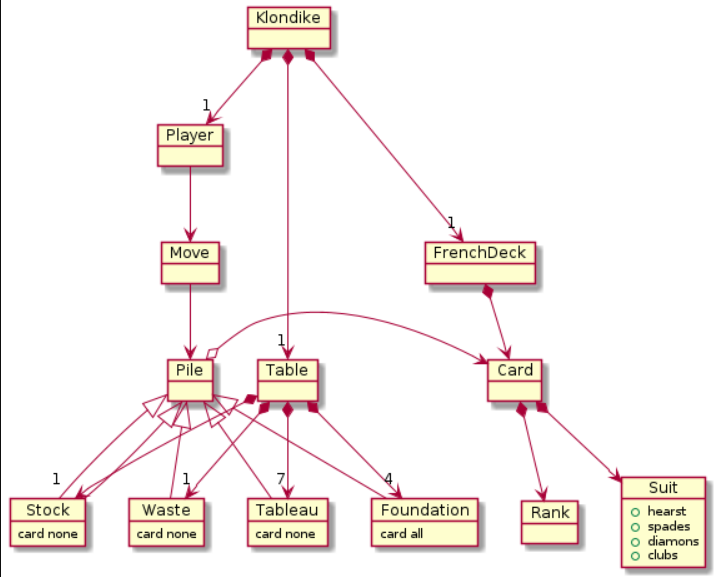 Klondike
1
Player
1
Move
FrenchDeck
1
Pile
Table
Card
1
1
7
4
Stock
card none
Waste
card none
Tableau
card none
Foundation
card all
Rank
Suit
hearst
spades
diamons
clubs